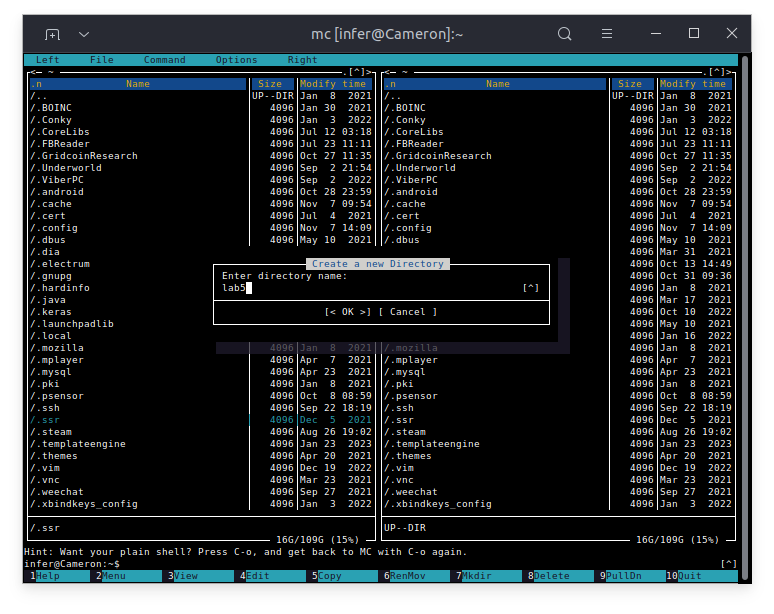 mc [infer@Cameron]:~
Left File Command Options Right
<─ ~ ─ .[^]> <─ ~ ─ .[^]>
.n Name Size Modify time .n Name Size Modify time
/.. UP--DIR Jan 8 2021 /.. UP--DIR Jan 8 2021
/.BOINC 4096 Jan 30 2021 /.BOINC 4096 Jan 30 2021
/.Conky 4096 Jan 3 2022 /.Conky 4096 Jan 3 2022
/.CoreLibs 4096 Jul 12 03:18 /.CoreLibs 4096 Jul 12 03:18
/.FBReader 4096 Jul 23 11:11 /.FBReader 4096 Jul 23 11:11
/.GridcoinResearch 4096 Oct 27 11:35 /.GridcoinResearch 4096 Oct 27 11:35
/.Underworld 4096 Sep 2 21:54 /.Underworld 4096 Sep 2 21:54
/.ViberPC 4096 Sep 2 2022 /.ViberPC 4096 Sep 2 2022
/.android 4096 Oct 28 23:59 /.android 4096 Oct 28 23:59
/.cache 4096 Nov 7 09:54 /.cache 4096 Nov 7 09:54
/.cert 4096 Jul 4 2021 /.cert 4096 Jul 4 2021
/.config 4096 Nov 7 14:09 /.config 4096 Nov 7 14:09
/.dbus 4096 May 10 2021 /.dbus 4096 May 10 2021
/.dia 4096 Mar 31 2021
/.electrum Create a new Directory 4096 Oct 13 14:49
/.gnupg Enter directory name: 4096 Oct 31 09:36
/.hardinfo lab5 [^] 4096 Jan 8 2021
/.java 4096 Mar 17 2021
/.keras [< OK >] [ Cancel ] 4096 Oct 10 2022
/.launchpadlib 4096 May 10 2021
/.local 4096 Jan 16 2022
/.mozilla 4096 Jan 8 2021 /.mozilla 4096 Jan 8 2021
/.mplayer 4096 Apr 7 2021 /.mplayer 4096 Apr 7 2021
/.mysql 4096 Apr 23 2021 /.mysql 4096 Apr 23 2021
/.pki 4096 Jan 8 2021 /.pki 4096 Jan 8 2021
/.psensor 4096 Oct 8 08:59 /.psensor 4096 Oct 8 08:59
/.ssh 4096 Sep 22 18:19 /.ssh 4096 Sep 22 18:19
/.ssr 4096 Dec 5 2021 /.ssr 4096 Dec 5 2021
/.steam 4096 Aug 26 19:02 /.steam 4096 Aug 26 19:02
/.templateengine 4096 Jan 23 2023 /.templateengine 4096 Jan 23 2023
/.themes 4096 Apr 20 2021 /.themes 4096 Apr 20 2021
/.vim 4096 Dec 19 2022 /.vim 4096 Dec 19 2022
/.vnc 4096 Mar 23 2021 /.vnc 4096 Mar 23 2021
/.weechat 4096 Sep 27 2021 /.weechat 4096 Sep 27 2021
/.xbindkeys_config 4096 Jan 3 2022 /.xbindkeys_config 4096 Jan 3 2022
/.ssr UP--DIR
16G/109G (15%) 16G/109G (15%)
Hint: Want your plain shell? Press C-o, and get back to MC with C-o again.
infer@Cameron:~$ [^]
1Help 2Menu 3View 4Edit 5Copy 6RenMov 7Mkdir 8Delete 9PullDn 10Quit